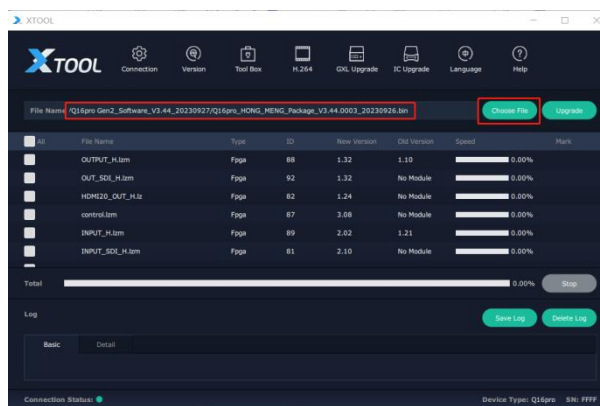 XTOOL
XTOOL
Connection Version Tool Box H.264 GXL Upgrade IC Upgrade Language Help
File Name /Q16pro Gen2_Software_V3.44_20230927/Q16pro_HONG_MENG_Package_V3.44.0003_20230926.bin Choose File Upgrade
All File Name Type ID New Version Old Version Speed Mark
OUTPUT_H.lzm Fpga 88 1.32 1.10 0.00%
OUT_SDI_H.lzm Fpga 92 1.32 No Module 0.00%
HDMI20_OUT_H.lz Fpga 82 1.24 No Module 0.00%
control.lzm Fpga 87 3.08 No Module 0.00%
INPUT_H.lzm Fpga 89 2.02 1.21 0.00%
INPUT_SDI_H.lzm Fpga 81 2.10 No Module 0.00%
Total 0.00% Stop
Log Save Log Delete Log
Basic Detail
Connection Status: Device Type: Q16pro SN: FFFF